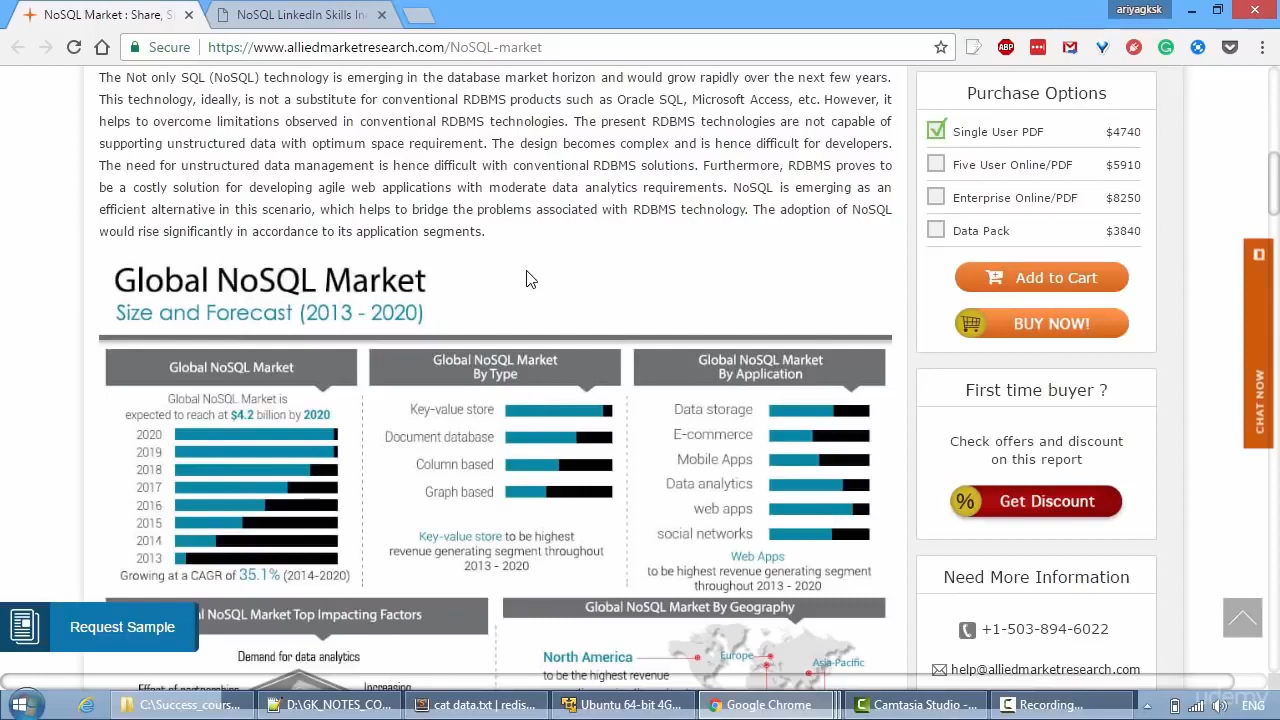 NoSQL Market : Share, S
NoSQL LinkedIn Skills In
ariyagksk
Secure
https://www.alliedmarketresearch.com/NoSQL-market
ABP
The Not only SQL (NoSQL) technology is emerging in the database market horizon and would grow rapidly over the next few years.
This technology, ideally, is not a substitute for conventional RDBMS products such as Oracle SQL, Microsoft Access, etc. However, it
helps to overcome limitations observed in conventional RDBMS technologies. The present RDBMS technologies are not capable of
supporting unstructured data with optimum space requirement. The design becomes complex and is hence difficult for developers.
The need for unstructured data management is hence difficult with conventional RDBMS solutions. Furthermore, RDBMS proves to
be a costly solution for developing agile web applications with moderate data analytics requirements. NoSQL is emerging as an
efficient alternative in this scenario, which helps to bridge the problems associated with RDBMS technology. The adoption of NoSQL
would rise significantly in accordance to its application segments.
Global NoSQL Market
Size and Forecast (2013 - 2020)
Global NoSQL Market
Global NoSQL Market is
expected to reach at $4.2 billion by 2020
2020
2019
2018
2017
2016
2015
2014
2013
Growing at a CAGR of 35.1% (2014-2020)
Global NoSQL Market
By Type
Key-value store
Document database
Column based
Graph based
Key-value store to be highest
revenue generating segment throughout
2013 - 2020
Global NoSQL Market
By Application
Data storage
E-commerce
Mobile Apps
Data analytics
web apps
social networks
Web Apps
to be highest revenue generating segment
throughout 2013 - 2020
l NoSQL Market Top Impacting Factors
Demand for data analytics
Effect of partnerships
Increasing
Global NoSQL Market By Geography
North America
to be the highest
revenue
Europe
Asia-Pacific
Request Sample
Purchase Options
Single User PDF $4740
Five User Online/PDF $5910
Enterprise Online/PDF $8250
Data Pack $3840
Add to Cart
BUY NOW!
First time buyer ?
Check offers and discount
on this report
% Get Discount
Need More Information
+1-503-894-6022
help@alliedmarketresearch.com
CHAT NOW
C:\Success_cours...
D:\GK_NOTES_CO...
cat data.txt | redis...
Ubuntu 64-bit 4G...
Google Chrome
Camtasia Studio -...
Recording...
ENG
udemy